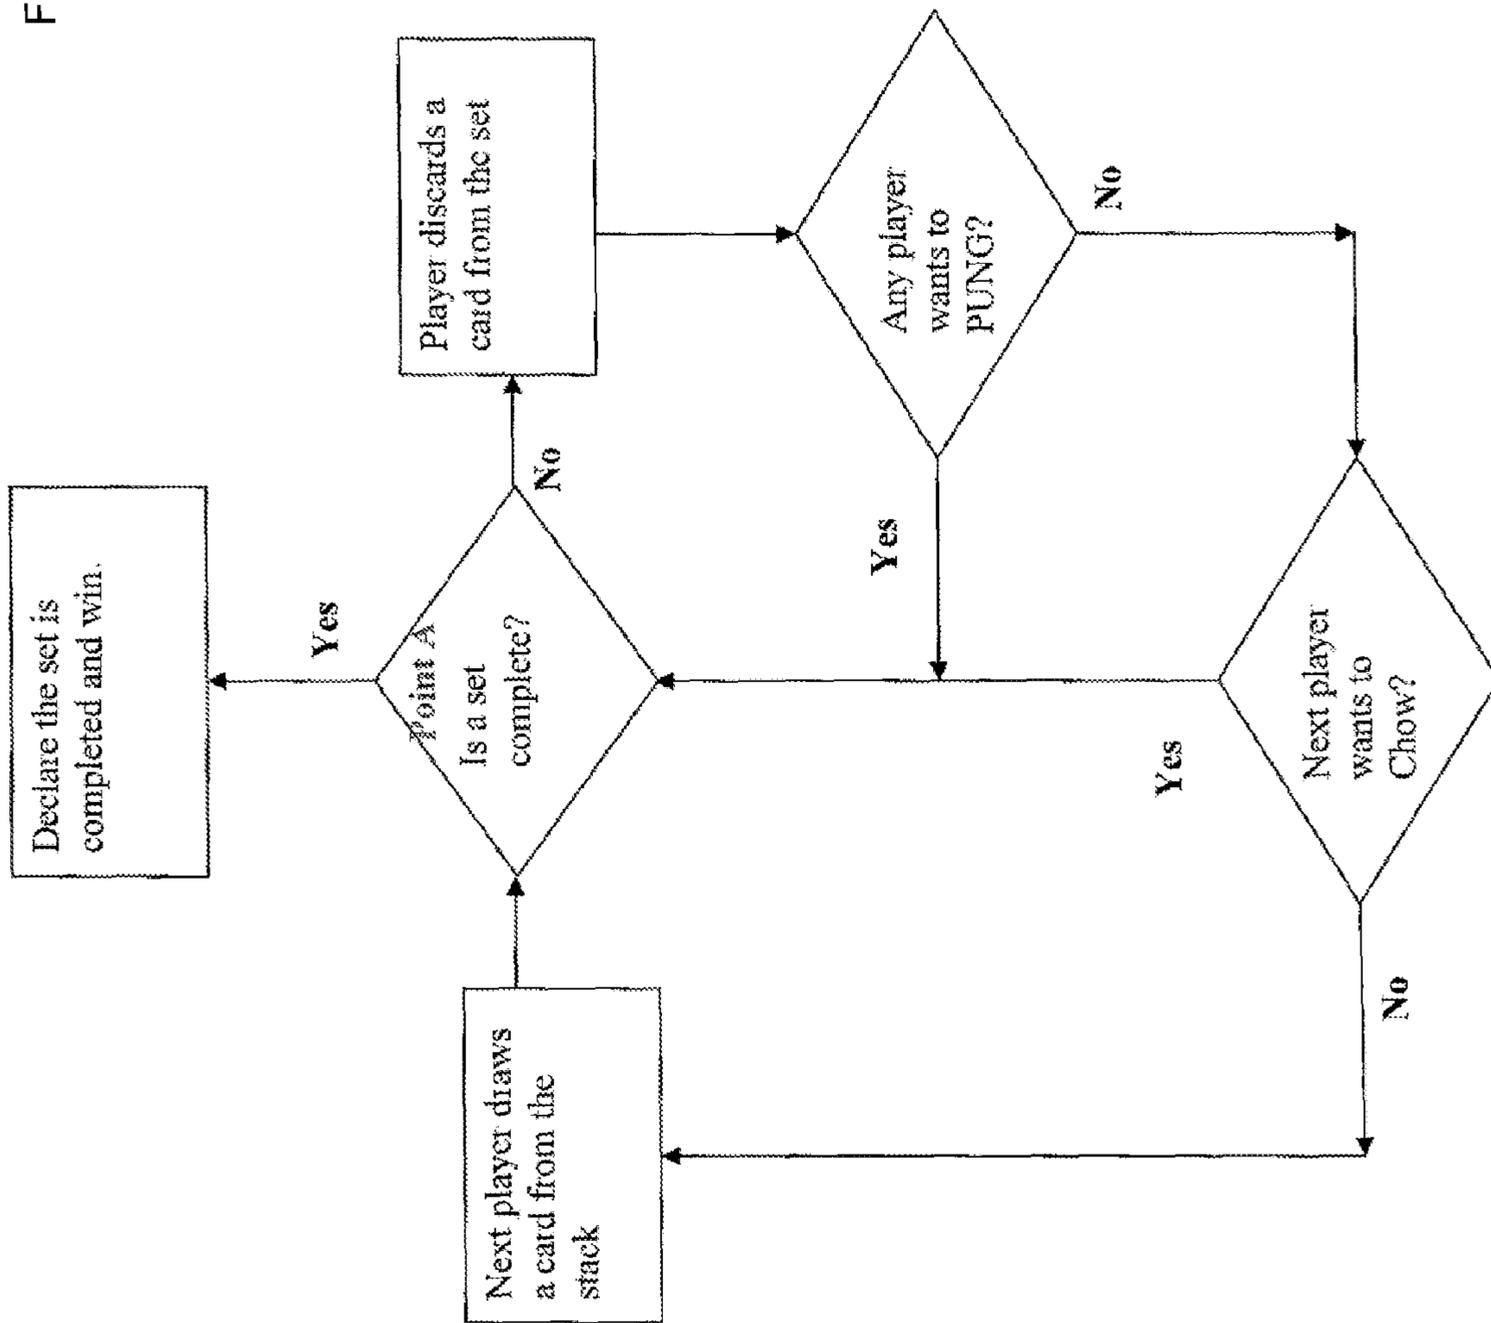 F
Declare the set is
completed and win.
Yes
Next player draws
a card from the
stack
Point A
Is a set
complete?
No
Player discards a
card from the set
Yes
Any player
wants to
PUNG?
No
Yes
Next player
wants to
Chow?
No